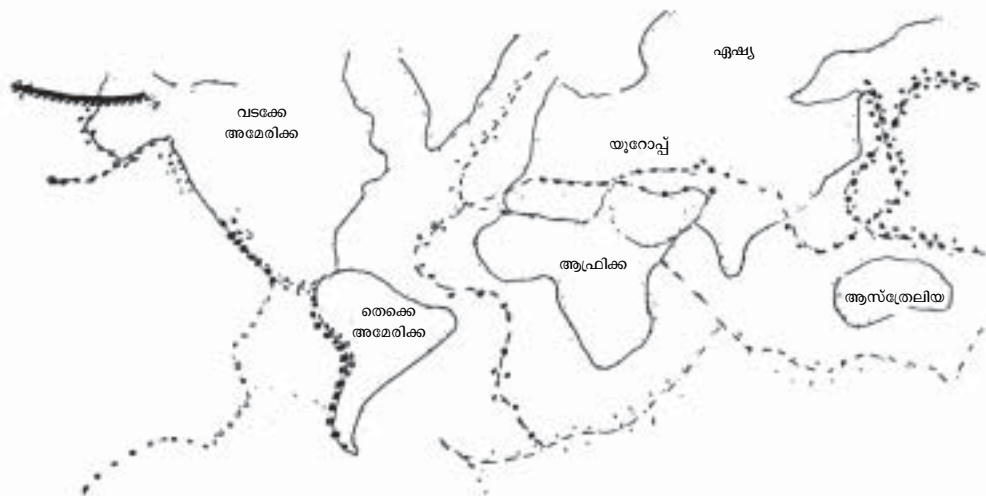 ഏഷ്യ
വടക്കേ
അമേരിക്ക
യൂറോപ്പ്
ആഫ്രിക്ക
ആസ്ത്രേലിയ
തെക്കെ
അമേരിക്ക